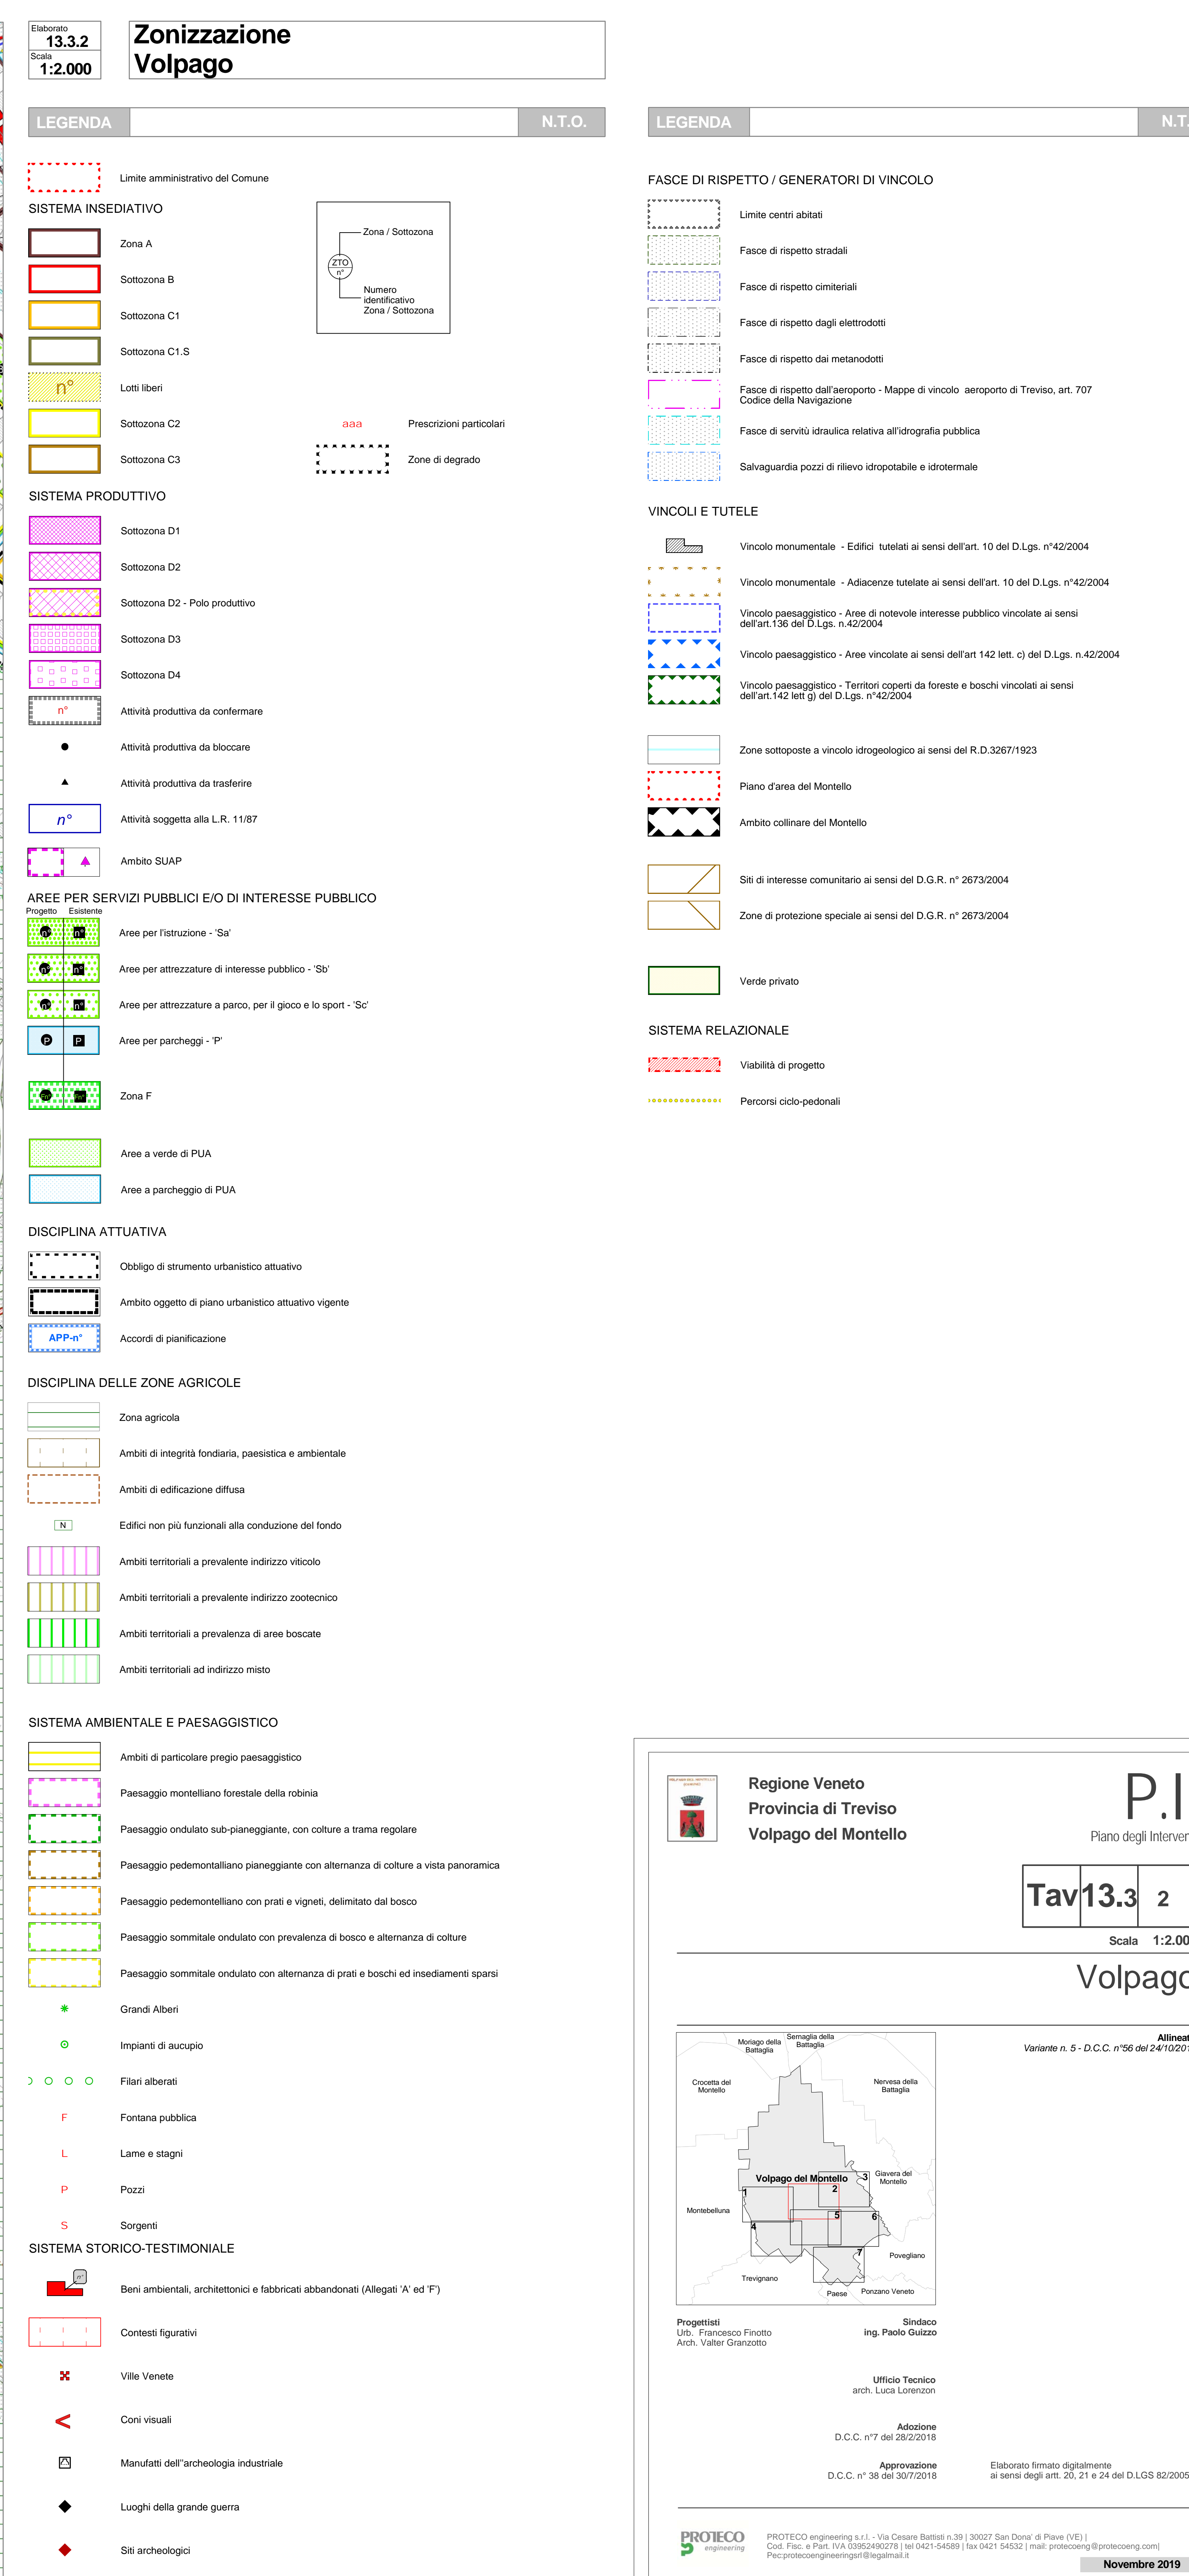 Elaborato
13.3.2
Scala
1:2.000
Zonizzazione
Volpago
LEGENDA
N.T.O.
Limite amministrativo del Comune
SISTEMA INSEDIATIVO
Zona A
Sottozona B
Sottozona C1
Sottozona C1.S
n°
Lotti liberi
Sottozona C2
Sottozona C3
Zona / Sottozona
ZTO
n°
Numero
identificativo
Zona / Sottozona
aaa
Prescrizioni particolari
Zone di degrado
SISTEMA PRODUTTIVO
Sottozona D1
Sottozona D2
Sottozona D2 - Polo produttivo
Sottozona D3
Sottozona D4
n°
Attività produttiva da confermare
Attività produttiva da bloccare
Attività produttiva da trasferire
n°
Attività soggetta alla L.R. 11/87
Ambito SUAP
AREE PER SERVIZI PUBBLICI E/O DI INTERESSE PUBBLICO
Progetto Esistente
n° n°
Aree per l'istruzione - 'Sa'
n° n°
Aree per attrezzature di interesse pubblico - 'Sb'
n° n°
Aree per attrezzature a parco, per il gioco e lo sport - 'Sc'
P P
Aree per parcheggi - 'P'
Zona F
Aree a verde di PUA
Aree a parcheggio di PUA
DISCIPLINA ATTUATIVA
Obbligo di strumento urbanistico attuativo
Ambito oggetto di piano urbanistico attuativo vigente
APP-n°
Accordi di pianificazione
DISCIPLINA DELLE ZONE AGRICOLE
Zona agricola
Ambiti di integrità fondiaria, paesistica e ambientale
Ambiti di edificazione diffusa
N
Edifici non più funzionali alla conduzione del fondo
Ambiti territoriali a prevalente indirizzo viticolo
Ambiti territoriali a prevalente indirizzo zootecnico
Ambiti territoriali a prevalenza di aree boscate
Ambiti territoriali ad indirizzo misto
SISTEMA AMBIENTALE E PAESAGGISTICO
Ambiti di particolare pregio paesaggistico
Paesaggio montelliano forestale della robinia
Paesaggio ondulato sub-pianeggiante, con colture a trama regolare
Paesaggio pedemontalliano pianeggiante con alternanza di colture a vista panoramica
Paesaggio pedemontelliano con prati e vigneti, delimitato dal bosco
Paesaggio sommitale ondulato con prevalenza di bosco e alternanza di colture
Paesaggio sommitale ondulato con alternanza di prati e boschi ed insediamenti sparsi
Grandi Alberi
Impianti di aucupio
Filari alberati
F
Fontana pubblica
L
Lame e stagni
P
Pozzi
S
Sorgenti
SISTEMA STORICO-TESTIMONIALE
n°
Beni ambientali, architettonici e fabbricati abbandonati (Allegati 'A' ed 'F')
Contesti figurativi
Ville Venete
Coni visuali
Manufatti dell''archeologia industriale
Luoghi della grande guerra
Siti archeologici
LEGENDA
N.T.
FASCE DI RISPETTO / GENERATORI DI VINCOLO
Limite centri abitati
Fasce di rispetto stradali
Fasce di rispetto cimiteriali
Fasce di rispetto dagli elettrodotti
Fasce di rispetto dai metanodotti
Fasce di rispetto dall'aeroporto - Mappe di vincolo aeroporto di Treviso, art. 707
Codice della Navigazione
Fasce di servitù idraulica relativa all'idrografia pubblica
Salvaguardia pozzi di rilievo idropotabile e idrotermale
VINCOLI E TUTELE
Vincolo monumentale - Edifici tutelati ai sensi dell'art. 10 del D.Lgs. n°42/2004
Vincolo monumentale - Adiacenze tutelate ai sensi dell'art. 10 del D.Lgs. n°42/2004
Vincolo paesaggistico - Aree di notevole interesse pubblico vincolate ai sensi
dell'art.136 del D.Lgs. n.42/2004
Vincolo paesaggistico - Aree vincolate ai sensi dell'art 142 lett. c) del D.Lgs. n.42/2004
Vincolo paesaggistico - Territori coperti da foreste e boschi vincolati ai sensi
dell'art.142 lett g) del D.Lgs. n°42/2004
Zone sottoposte a vincolo idrogeologico ai sensi del R.D.3267/1923
Piano d'area del Montello
Ambito collinare del Montello
Siti di interesse comunitario ai sensi del D.G.R. n° 2673/2004
Zone di protezione speciale ai sensi del D.G.R. n° 2673/2004
Verde privato
SISTEMA RELAZIONALE
Viabilità di progetto
Percorsi ciclo-pedonali
Regione Veneto
Provincia di Treviso
Volpago del Montello
P.I
Piano degli Interven
Tav 13.3 2
Scala 1:2.00
Volpago
Allineat
Variante n. 5 - D.C.C. n°56 del 24/10/201
Moriago della
Battaglia
Sernaglia della
Battaglia
Crocetta del
Montello
Nervesa della
Battaglia
Volpago del Montello
Giavera del
Montello
1
2
3
4
5
6
7
Montebelluna
Povegliano
Trevignano
Paese
Ponzano Veneto
Progettisti
Urb. Francesco Finotto
Arch. Valter Granzotto
Sindaco
ing. Paolo Guizzo
Ufficio Tecnico
arch. Luca Lorenzon
Adozione
D.C.C. n°7 del 28/2/2018
Approvazione
D.C.C. n° 38 del 30/7/2018
Elaborato firmato digitalmente
ai sensi degli artt. 20, 21 e 24 del D.LGS 82/2005
PROTECO
engineering
PROTECO engineering s.r.l. - Via Cesare Battisti n.39 | 30027 San Dona' di Piave (VE) |
Cod. Fisc. e Part. IVA 03952490278 | tel 0421-54589 | fax 0421 54532 | mail: protecoeng@protecoeng.com|
Pec:protecoengineeringsrl@legalmail.it
Novembre 2019